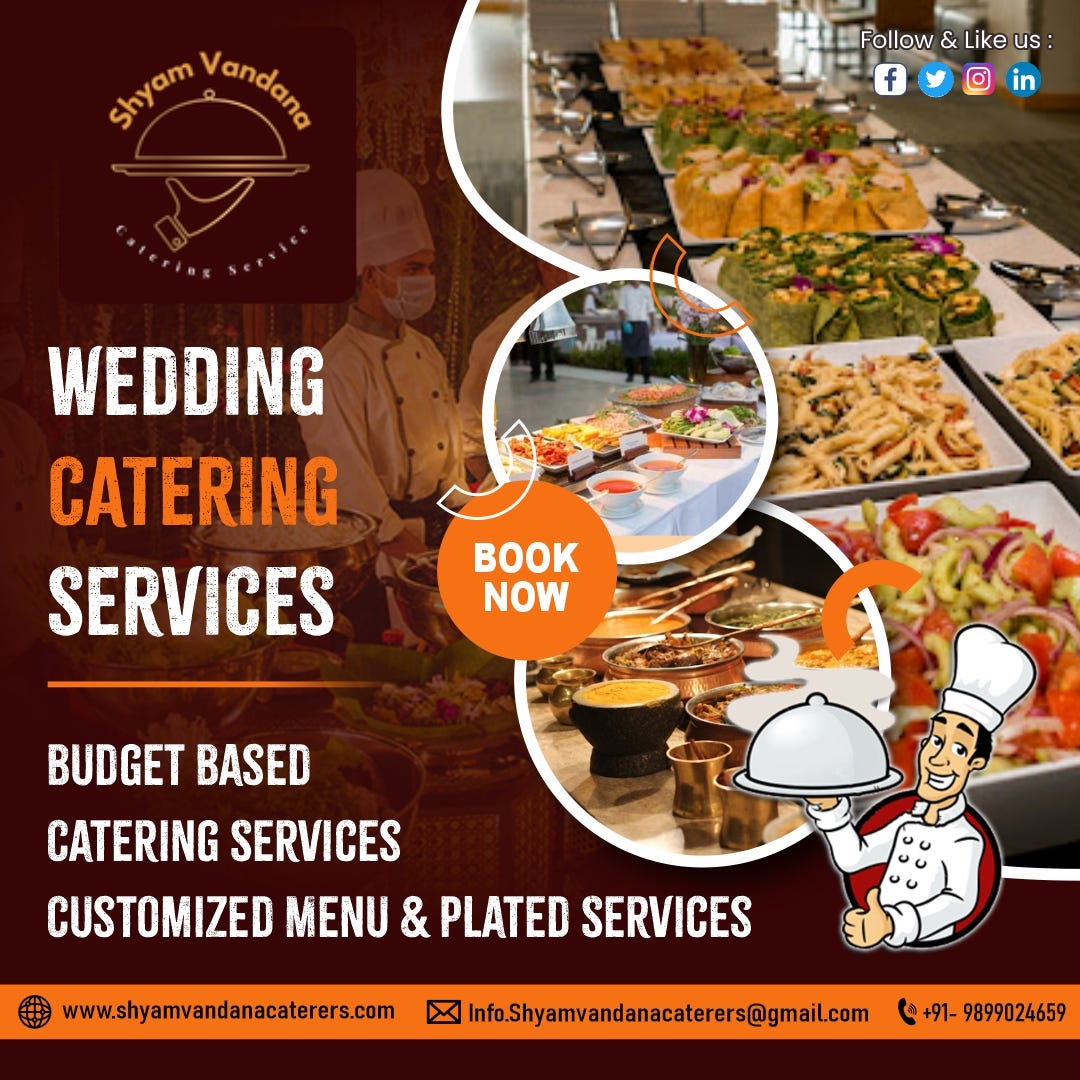 Shyam Vandana
Catering Service
Follow & Like us :
WEDDING
CATERING
SERVICES
BOOK
NOW
BUDGET BASED
CATERING SERVICES
CUSTOMIZED MENU & PLATED SERVICES
www.shyamvandanacaterers.com
Info.Shyamvandanacaterers@gmail.com
+91- 9899024659